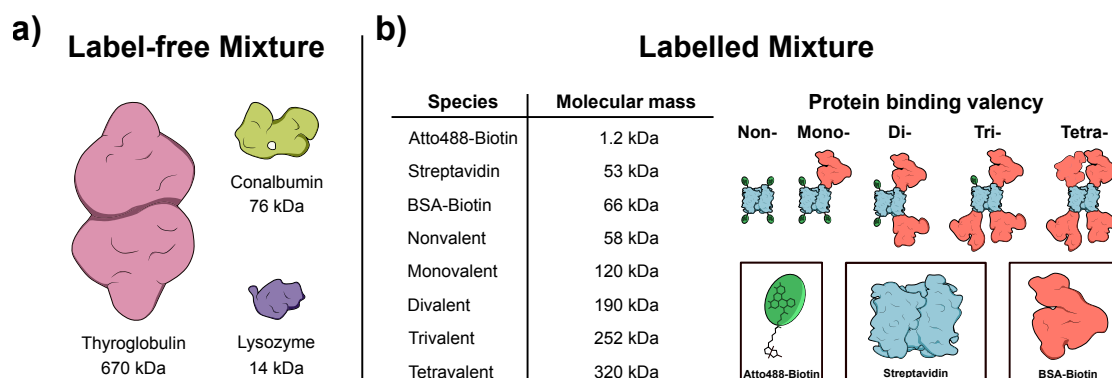 a)
Label-free Mixture
Conalbumin
76 kDa
Thyroglobulin
670 kDa
Lysozyme
14 kDa
b)
Labelled Mixture
Species Molecular mass
Atto488-Biotin 1.2 kDa
Streptavidin 53 kDa
BSA-Biotin 66 kDa
Nonvalent 58 kDa
Monovalent 120 kDa
Divalent 190 kDa
Trivalent 252 kDa
Tetravalent 320 kDa
Protein binding valency
Non- Mono- Di- Tri- Tetra-
Atto488-Biotin
Streptavidin
BSA-Biotin